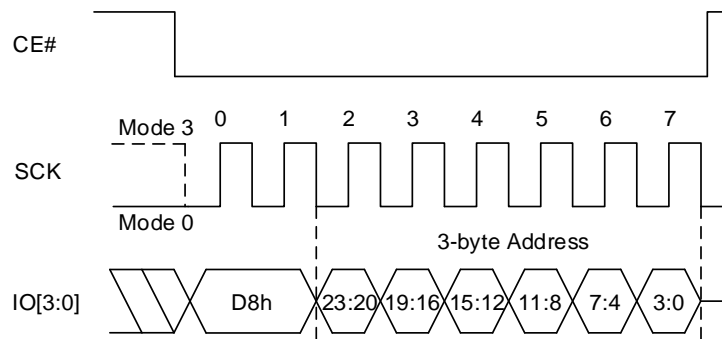 CE#
Mode 3
0 1 2 3 4 5 6 7
SCK
Mode 0
3-byte Address
IO[3:0]
D8h
23:20 19:16 15:12 11:8 7:4 3:0